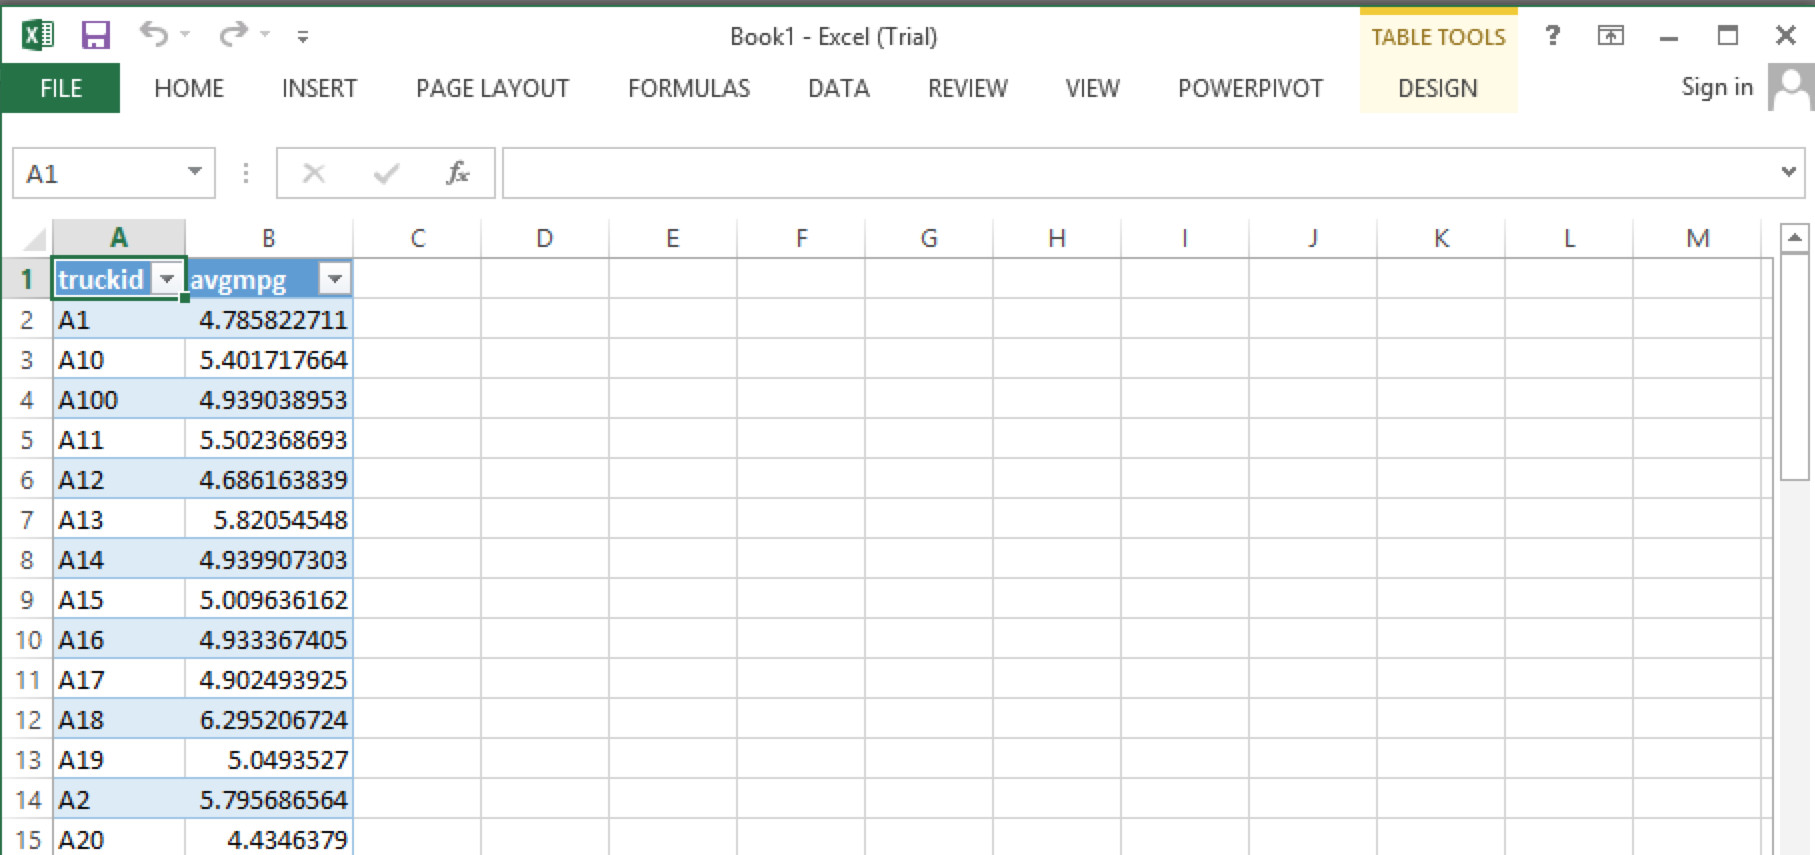 Book1 - Excel (Trial) TABLE TOOLS ?
FILE HOME INSERT PAGE LAYOUT FORMULAS DATA REVIEW VIEW POWERPIVOT DESIGN Sign in
A1 fx
A B C D E F G H I J K L M
1 truckid avgmpg
2 A1 4.785822711
3 A10 5.401717664
4 A100 4.939038953
5 A11 5.502368693
6 A12 4.686163839
7 A13 5.82054548
8 A14 4.939907303
9 A15 5.009636162
10 A16 4.933367405
11 A17 4.902493925
12 A18 6.295206724
13 A19 5.0493527
14 A2 5.795686564
15 A20 4.4346379